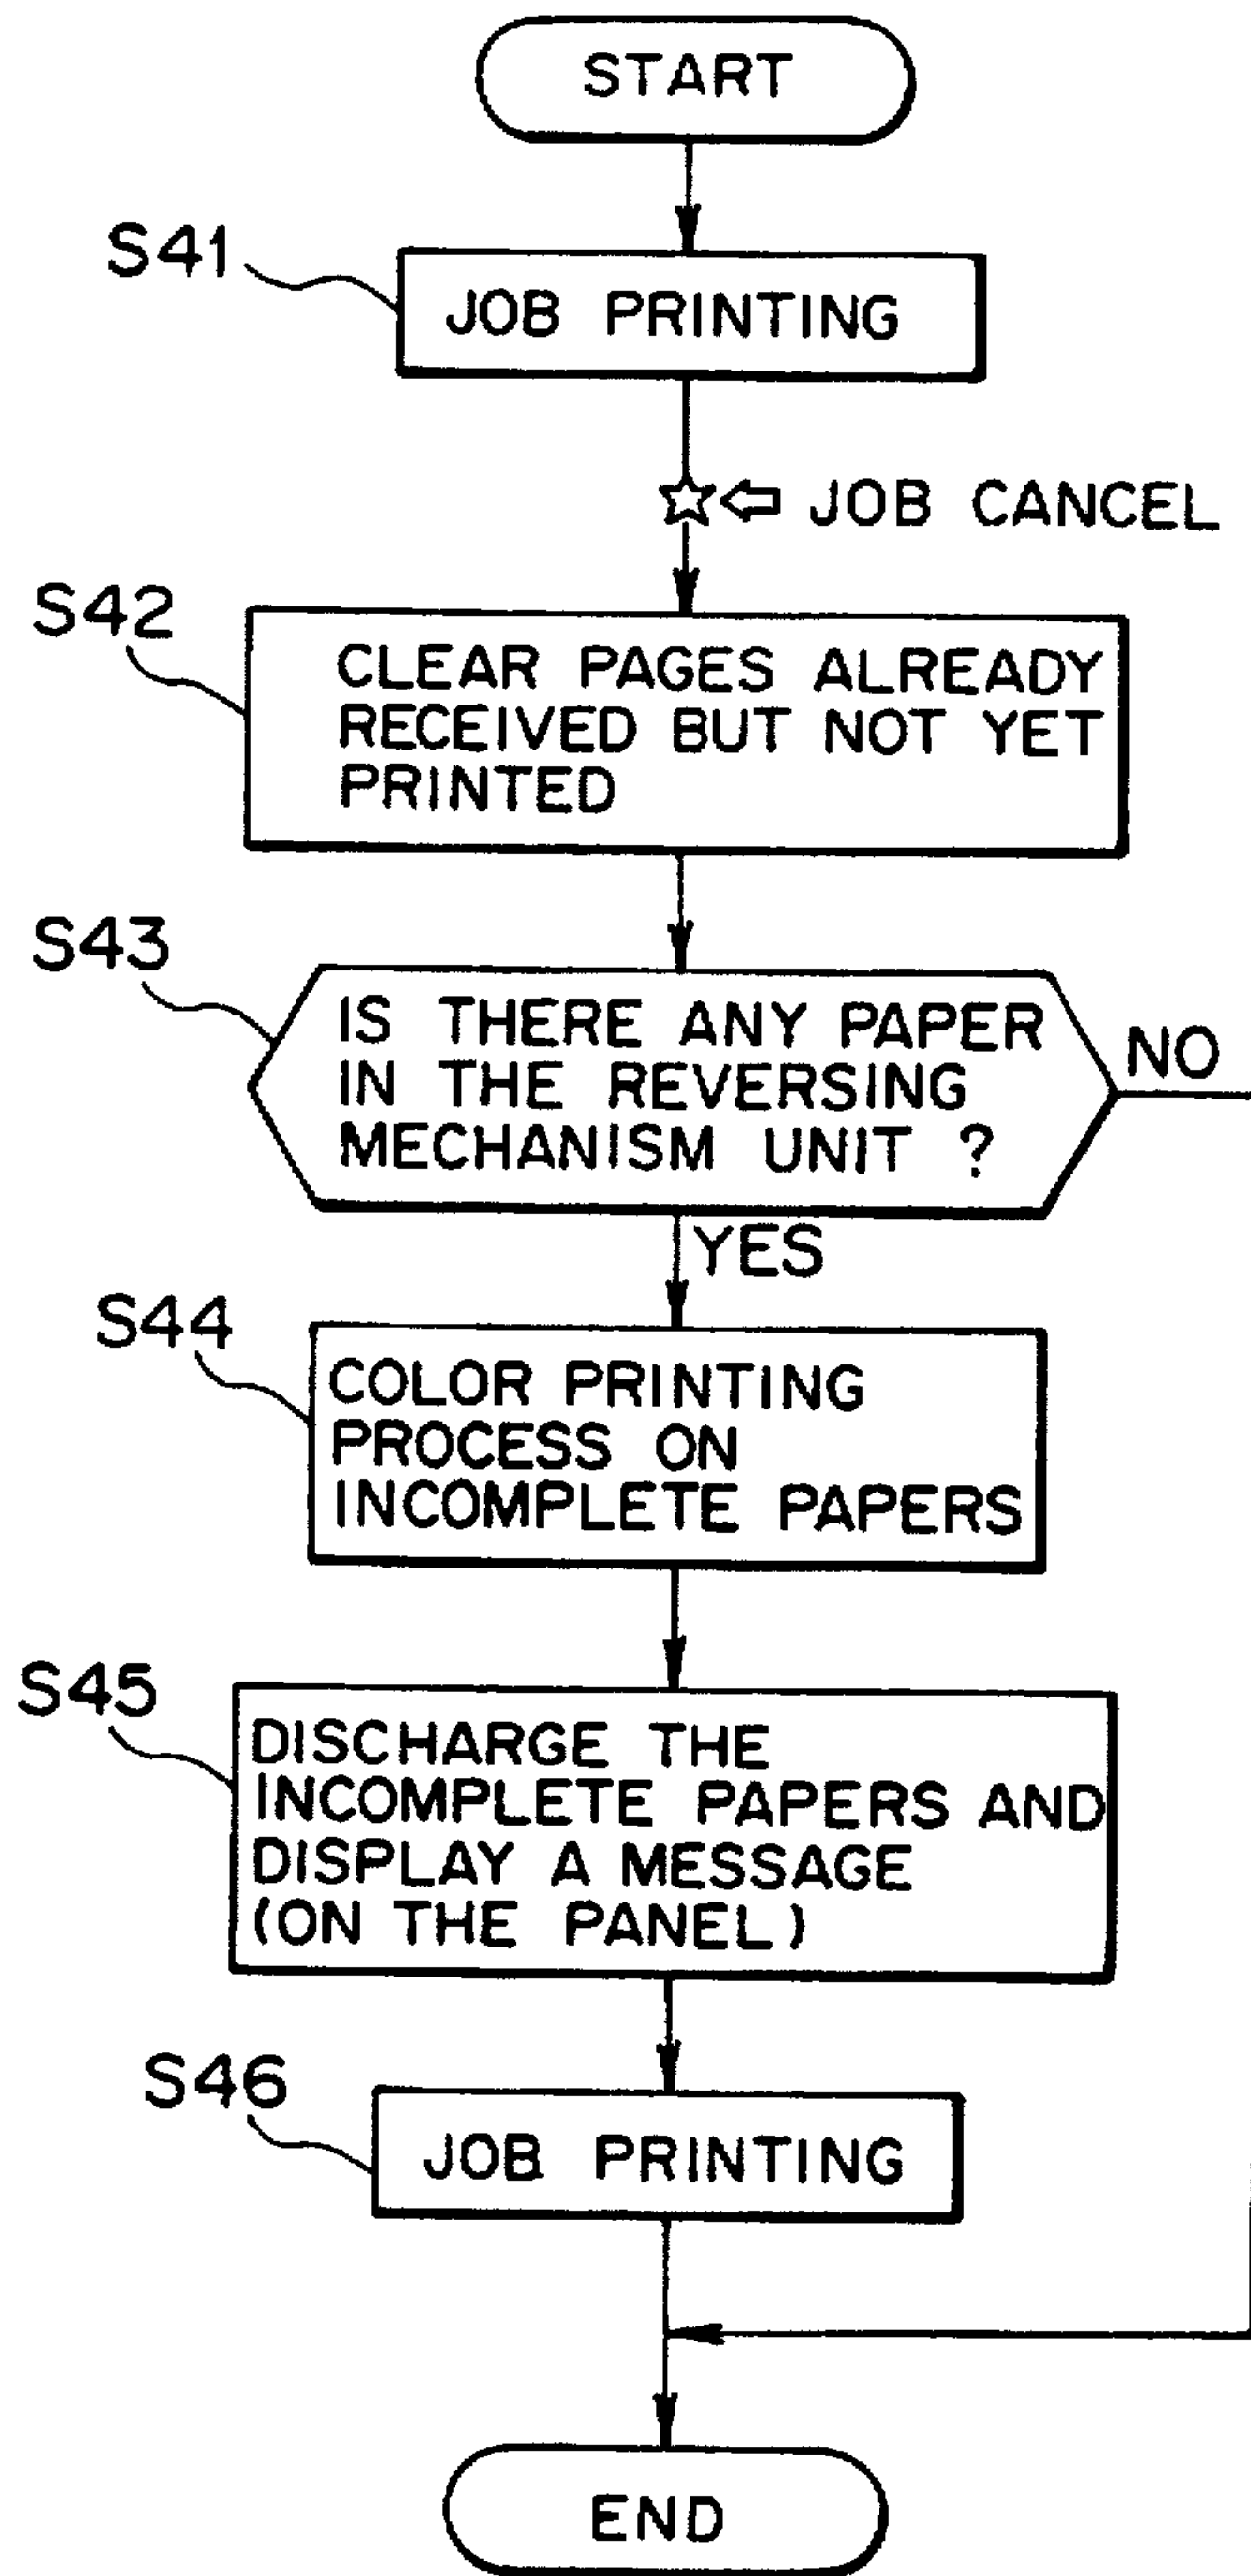 START
S41
JOB PRINTING
JOB CANCEL
S42
CLEAR PAGES ALREADY
RECEIVED BUT NOT YET
PRINTED
S43
IS THERE ANY PAPER
IN THE REVERSING
MECHANISM UNIT ?
NO
YES
S44
COLOR PRINTING
PROCESS ON
INCOMPLETE PAPERS
S45
DISCHARGE THE
INCOMPLETE PAPERS AND
DISPLAY A MESSAGE
(ON THE PANEL)
S46
JOB PRINTING
END